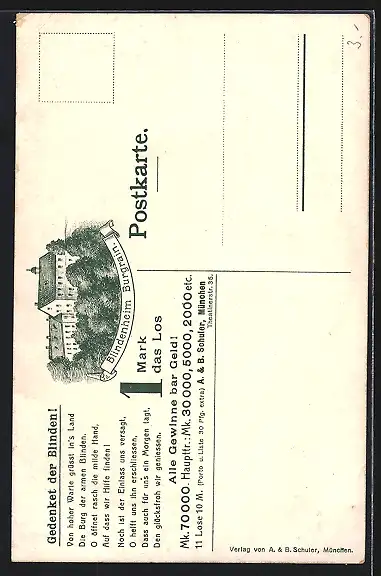 Gedenket der Blinden!
Von hoher Warte grüsst in's Land
Die Burg der armen Blinden.
O öffnet rasch die milde Hand,
Auf dass wir Hilfe finden!
Noch ist der Einlass uns versagt,
O helft uns ihn erschliessen,
Dass auch für uns ein Morgen tagt,
Den glücksfroh wir geniessen.
Blindenheim Burgrain.
Postkarte.
1 Mark
das Los
Alle Gewinne bar Geld!
Mk. 70000. Haupttr.: Mk. 30000, 5000, 2000 etc.
11 Lose 10 M. (Porto u. Liste 30 Pfg. extra) A. & B. Schuler, München
Theatinerstr. 35.
Verlag von A. & B. Schuler, München.
3.-